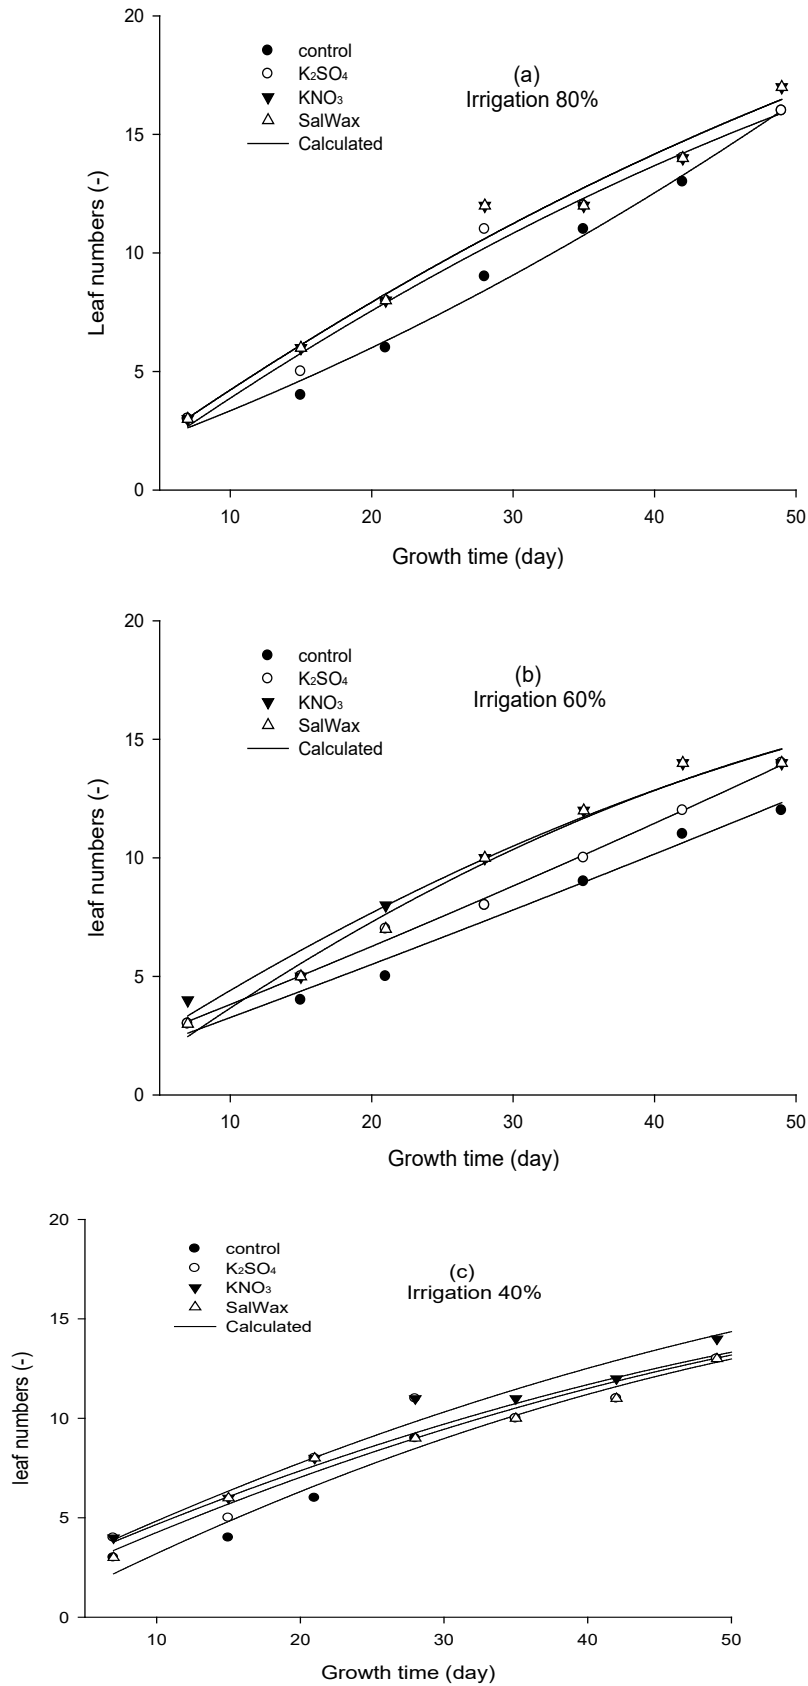 20
control
K₂SO₄
KNO₃
SalWax
Calculated
(a)
Irrigation 80%
15
10
5
0
Leaf numbers (-)
10 20 30 40 50
Growth time (day)
20
control
K₂SO₄
KNO₃
SalWax
Calculated
(b)
Irrigation 60%
15
10
5
0
leaf numbers (-)
10 20 30 40 50
Growth time (day)
20
control
K₂SO₄
KNO₃
SalWax
Calculated
(c)
Irrigation 40%
15
10
5
0
leaf numbers (-)
10 20 30 40 50
Growth time (day)